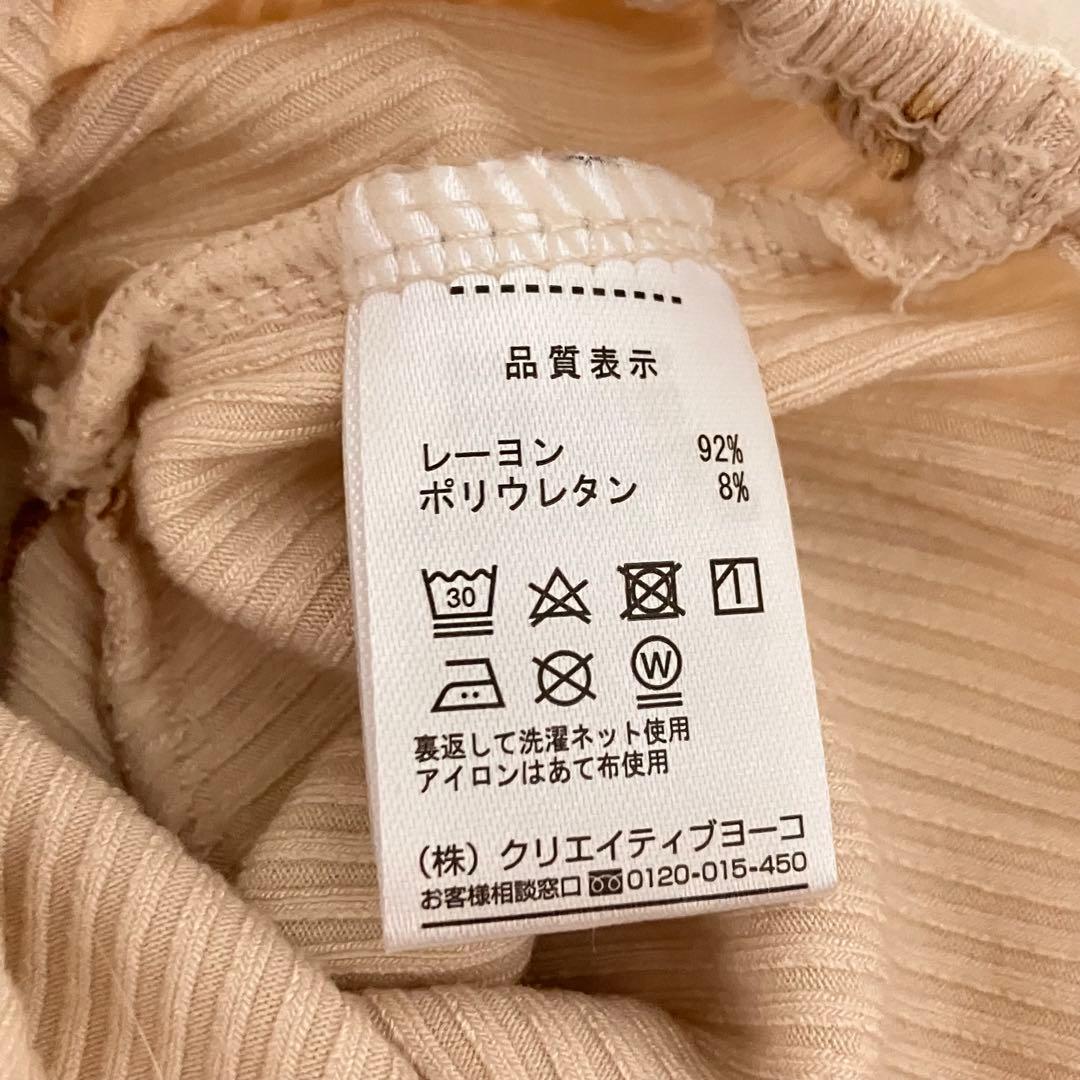 品質表示
レーヨン 92%
ポリウレタン 8%
30
W
裏返して洗濯ネット使用
アイロンはあて布使用
(株) クリエイティブヨーコ
お客様相談窓口 0120-015-450